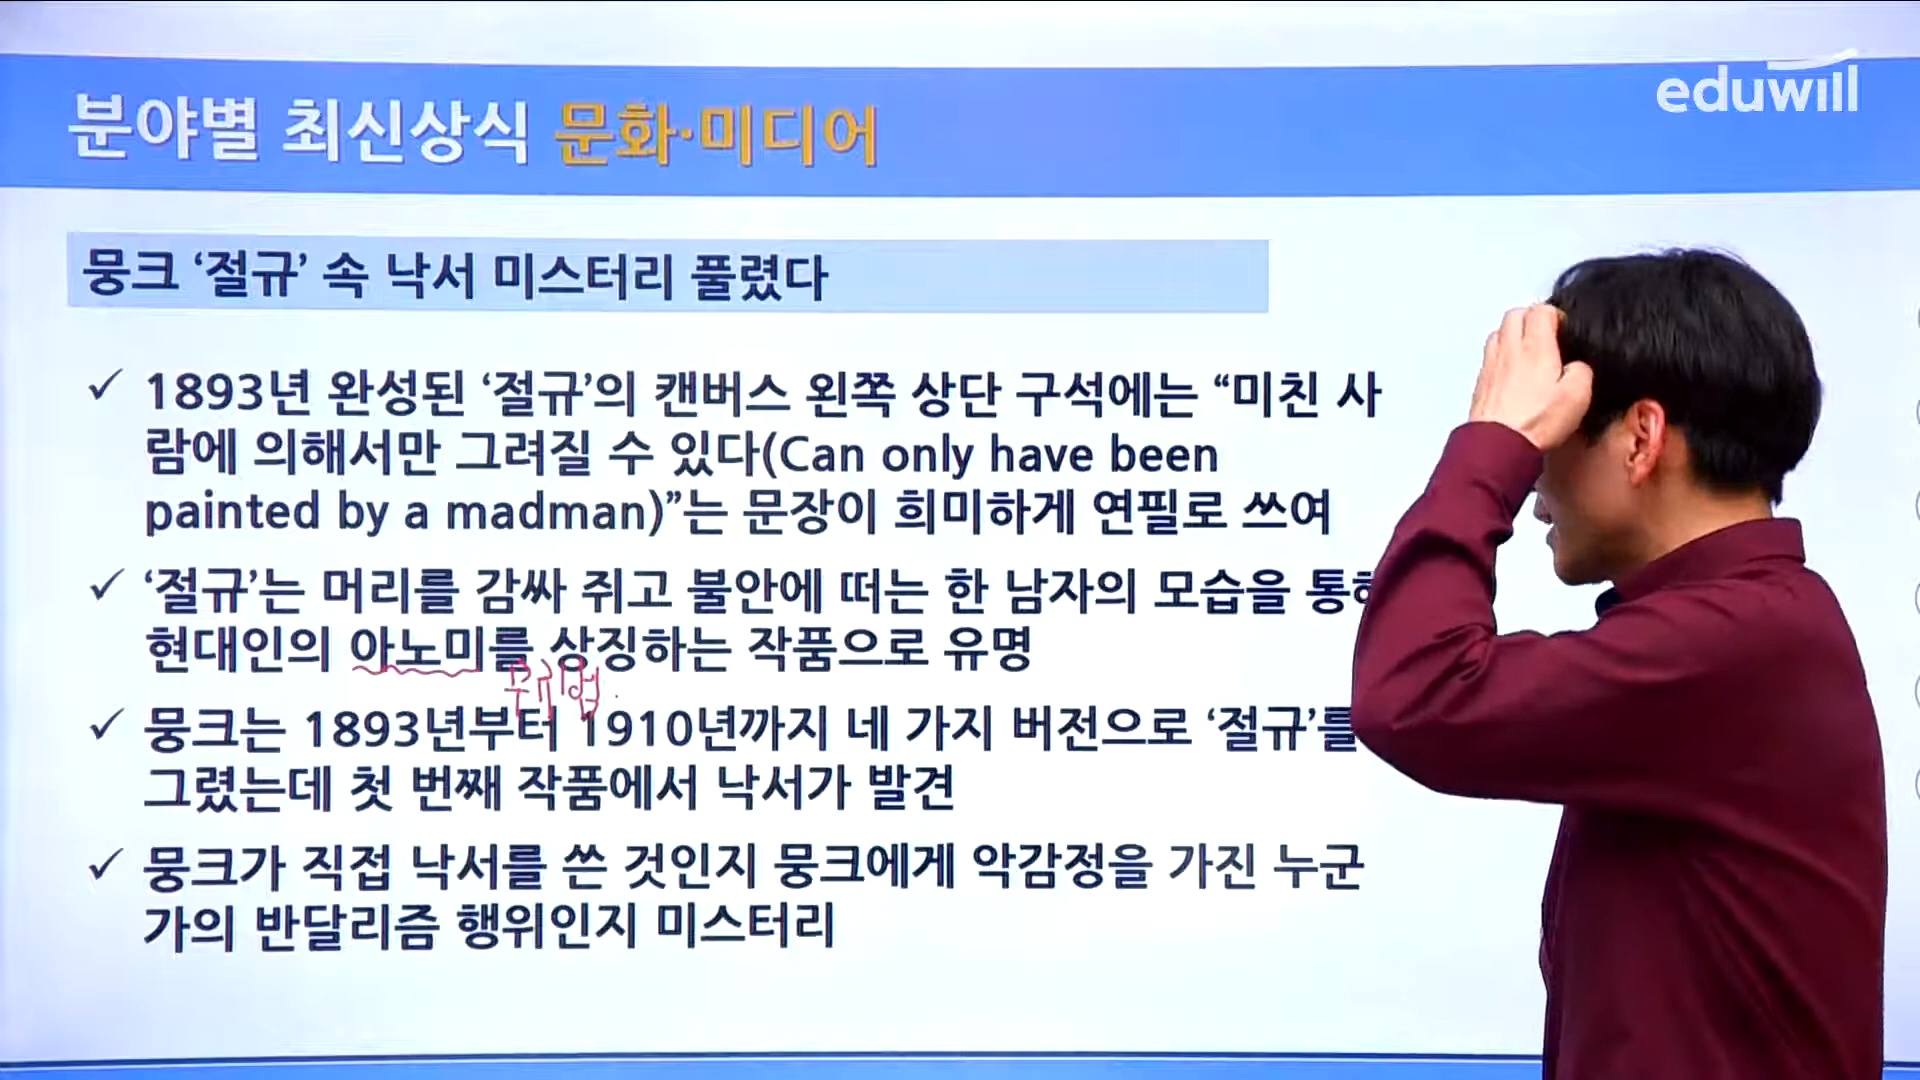 eduwill
분야별 최신상식 문화·미디어
뭉크 ‘절규’ 속 낙서 미스터리 풀렸다
✓ 1893년 완성된 ‘절규’의 캔버스 왼쪽 상단 구석에는 “미친 사
람에 의해서만 그려질 수 있다(Can only have been
painted by a madman)”는 문장이 희미하게 연필로 쓰여
✓ ‘절규’는 머리를 감싸 쥐고 불안에 떠는 한 남자의 모습을
현대인의 아노미를 상징하는 작품으로 유명
무규범
✓ 뭉크는 1893년부터 1910년까지 네 가지 버전으로 ‘절규’를
그렸는데 첫 번째 작품에서 낙서가 발견
✓ 뭉크가 직접 낙서를 쓴 것인지 뭉크에게 악감정을 가진 누군
가의 반달리즘 행위인지 미스터리